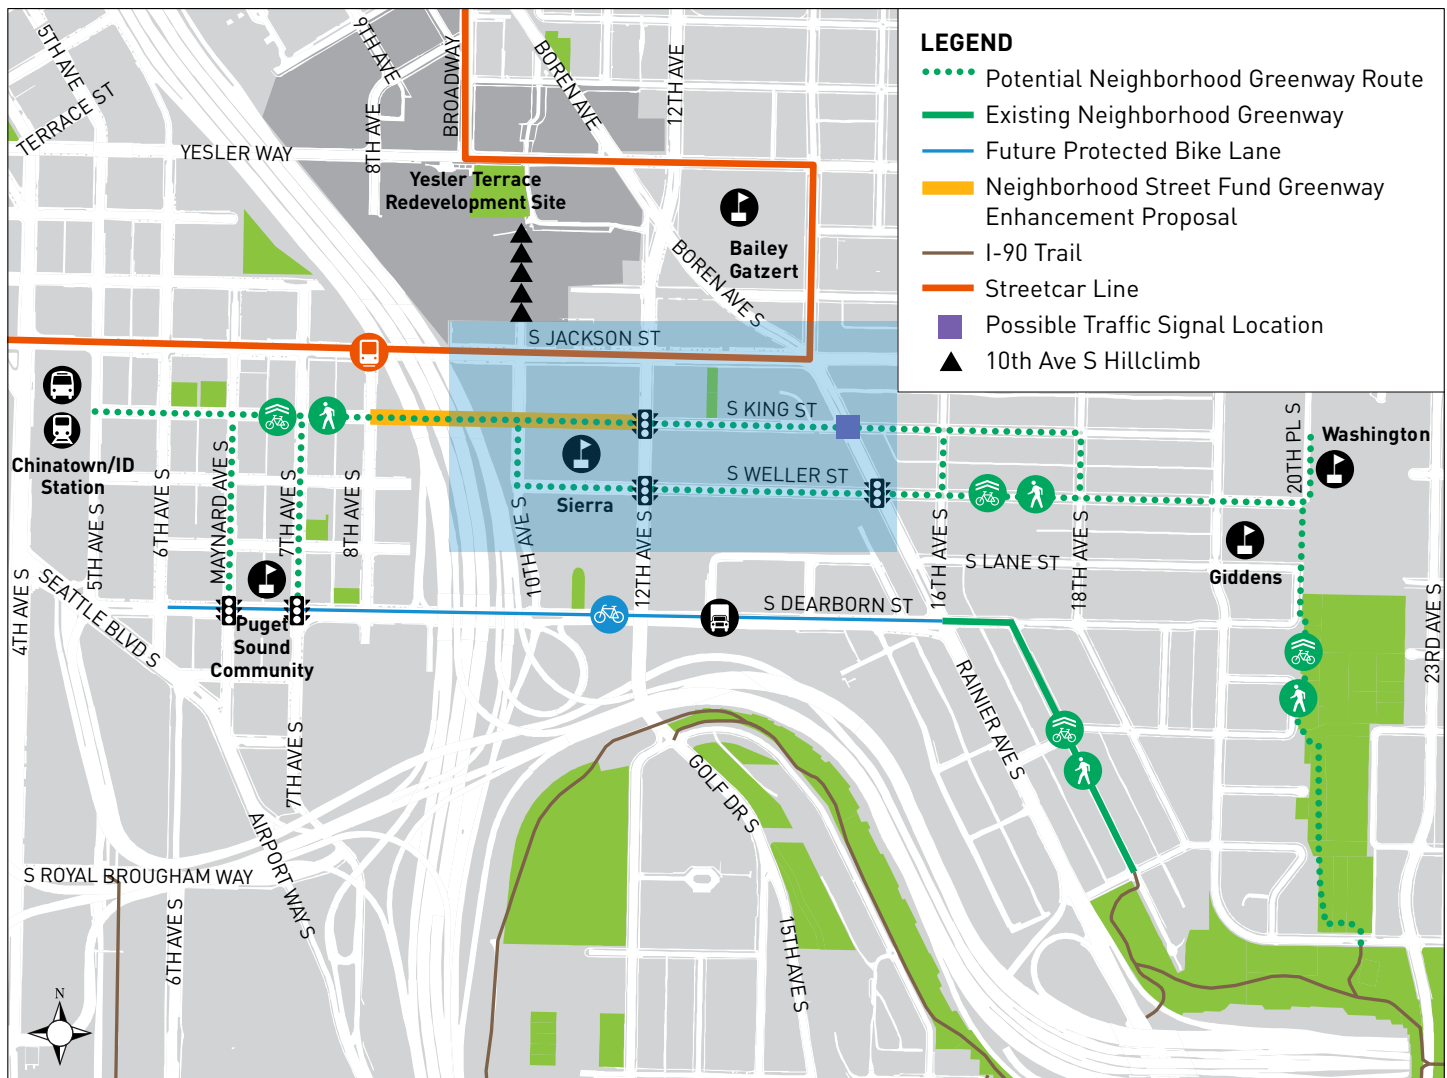 LEGEND
Potential Neighborhood Greenway Route
Existing Neighborhood Greenway
Future Protected Bike Lane
Neighborhood Street Fund Greenway
Enhancement Proposal
I-90 Trail
Streetcar Line
Possible Traffic Signal Location
10th Ave S Hillclimb
5TH AVE
TERRACE ST
9TH AVE
8TH AVE
BROADWAY
BOREN AVE
12TH AVE
YESLER WAY
Yesler Terrace
Redevelopment Site
Bailey
Gatzert
BOREN AVE S
S JACKSON ST
S KING ST
S WELLER ST
Sierra
Chinatown/ID
Station
Washington
20TH PL S
Giddens
5TH AVE S
6TH AVE S
MAYNARD AVE S
7TH AVE S
8TH AVE S
10TH AVE S
12TH AVE S
16TH AVE S
18TH AVE S
S LANE ST
S DEARBORN ST
4TH AVE S
SEATTLE BLVD S
Puget
Sound
Community
23RD AVE S
RAINIER AVE S
7TH AVE S
GOLF DR S
AIRPORT WAY S
S ROYAL BROUGHAM WAY
6TH AVE S
15TH AVE S
N